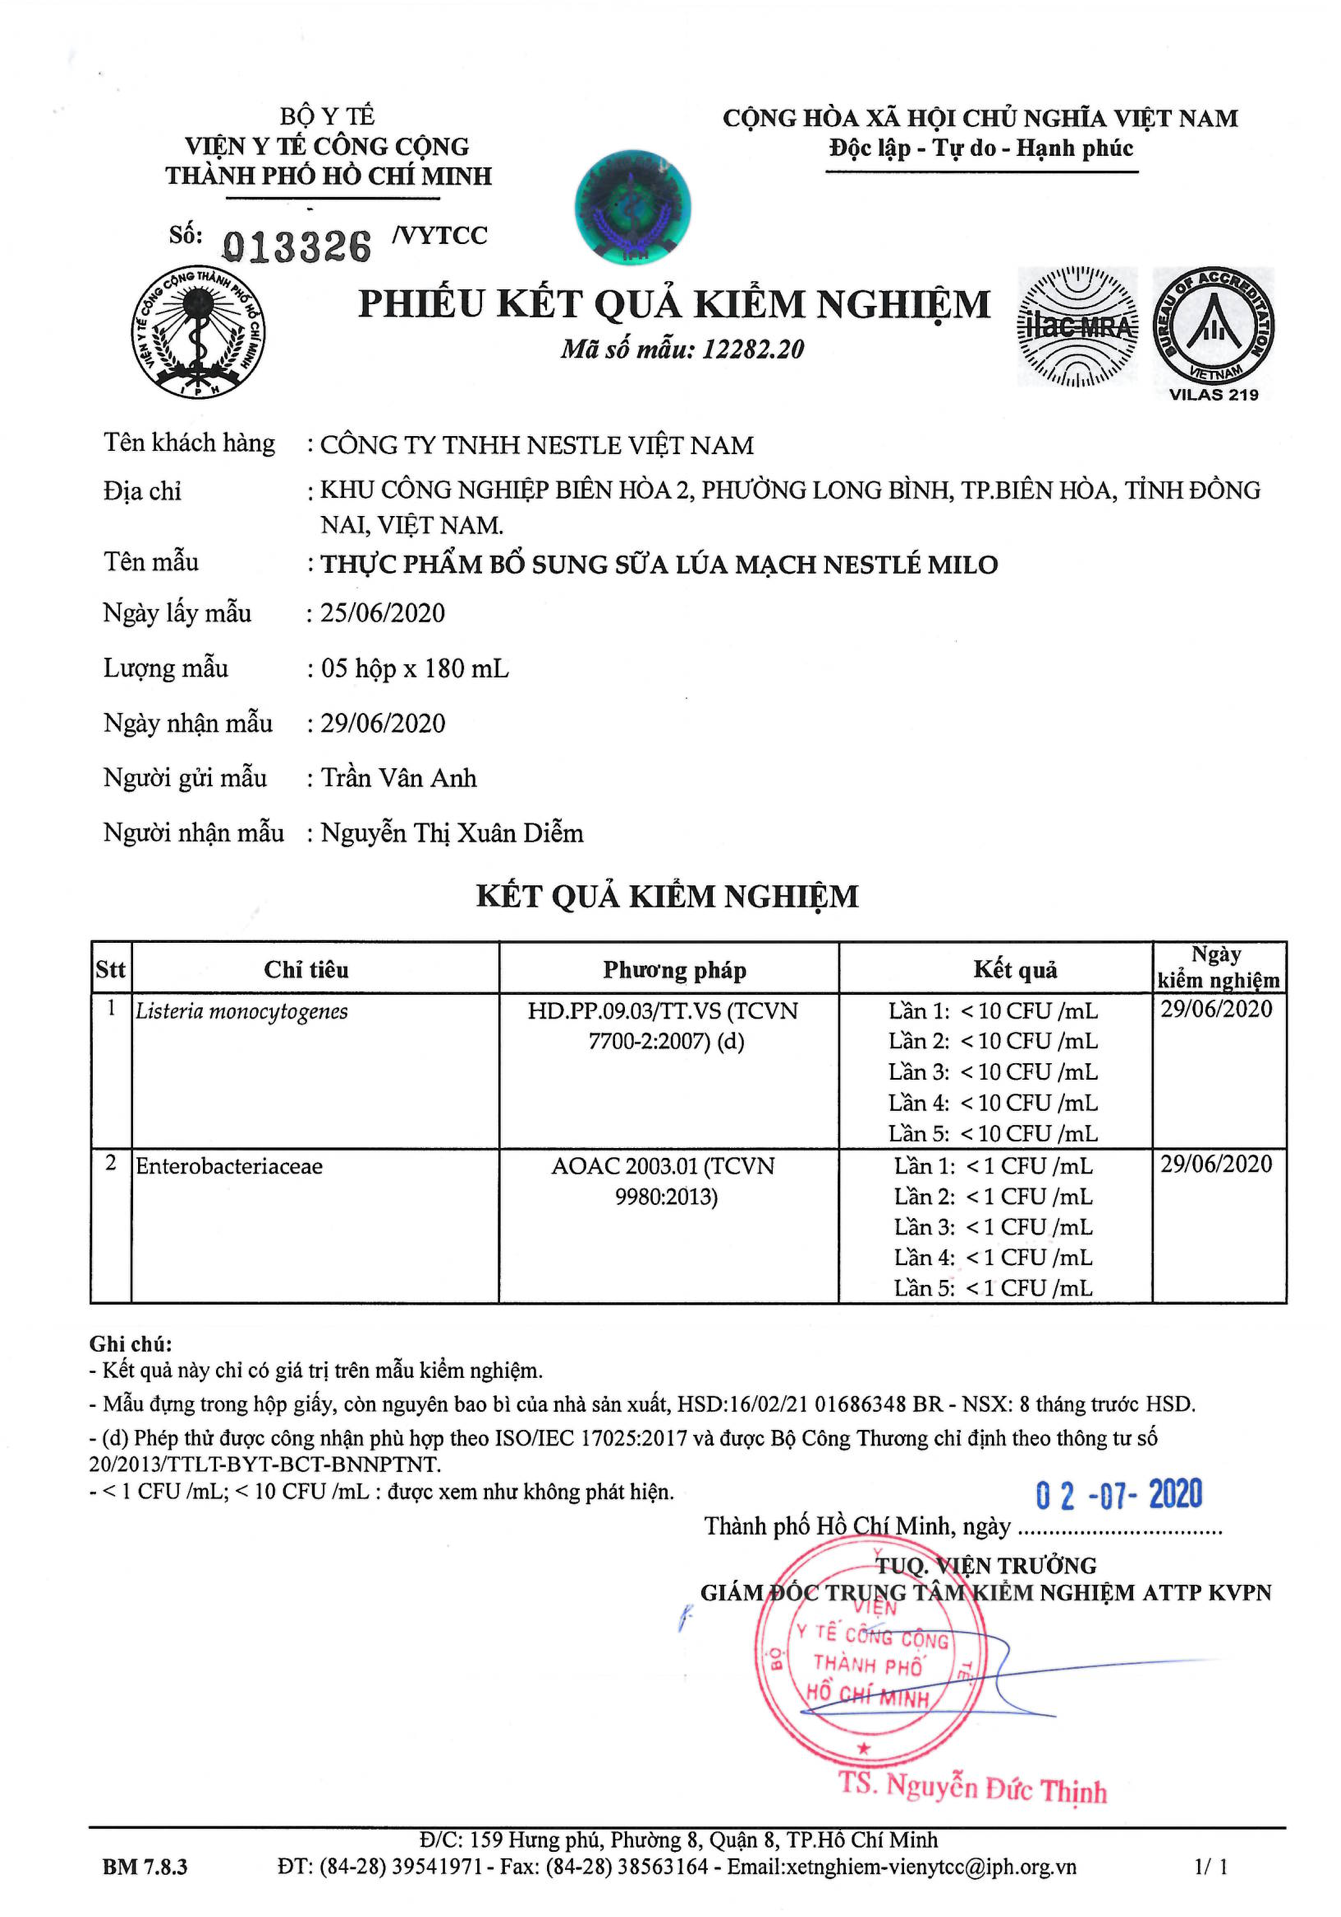 BỘ Y TẾ
VIỆN Y TẾ CÔNG CỘNG
THÀNH PHỐ HỒ CHÍ MINH
CỘNG HÒA XÃ HỘI CHỦ NGHĨA VIỆT NAM
Độc lập - Tự do - Hạnh phúc
Số: 013326 /VYTCC
IPH
VIỆN Y TẾ CÔNG CỘNG THÀNH PHỐ HỒ CHÍ MINH
I P H
PHIẾU KẾT QUẢ KIỂM NGHIỆM
Mã số mẫu: 12282.20
ilac-MRA
BUREAU OF ACCREDITATION
VIETNAM
VILAS 219
Tên khách hàng : CÔNG TY TNHH NESTLE VIỆT NAM
Địa chỉ : KHU CÔNG NGHIỆP BIÊN HÒA 2, PHƯỜNG LONG BÌNH, TP.BIÊN HÒA, TỈNH ĐỒNG
NAI, VIỆT NAM.
Tên mẫu : THỰC PHẨM BỔ SUNG SỮA LÚA MẠCH NESTLÉ MILO
Ngày lấy mẫu : 25/06/2020
Lượng mẫu : 05 hộp x 180 mL
Ngày nhận mẫu : 29/06/2020
Người gửi mẫu : Trần Vân Anh
Người nhận mẫu : Nguyễn Thị Xuân Diễm
KẾT QUẢ KIỂM NGHIỆM
Stt Chỉ tiêu Phương pháp Kết quả Ngày
kiểm nghiệm
1 Listeria monocytogenes HD.PP.09.03/TT.VS (TCVN Lần 1: < 10 CFU /mL 29/06/2020
7700-2:2007) (d) Lần 2: < 10 CFU /mL
Lần 3: < 10 CFU /mL
Lần 4: < 10 CFU /mL
Lần 5: < 10 CFU /mL
2 Enterobacteriaceae AOAC 2003.01 (TCVN Lần 1: < 1 CFU /mL 29/06/2020
9980:2013) Lần 2: < 1 CFU /mL
Lần 3: < 1 CFU /mL
Lần 4: < 1 CFU /mL
Lần 5: < 1 CFU /mL
Ghi chú:
- Kết quả này chỉ có giá trị trên mẫu kiểm nghiệm.
- Mẫu đựng trong hộp giấy, còn nguyên bao bì của nhà sản xuất, HSD:16/02/21 01686348 BR - NSX: 8 tháng trước HSD.
- (d) Phép thử được công nhận phù hợp theo ISO/IEC 17025:2017 và được Bộ Công Thương chỉ định theo thông tư số
20/2013/TTLT-BYT-BCT-BNNPTNT.
- < 1 CFU /mL; < 10 CFU /mL : được xem như không phát hiện.
02 -07- 2020
Thành phố Hồ Chí Minh, ngày ................................
TUQ. VIỆN TRƯỞNG
GIÁM ĐỐC TRUNG TÂM KIỂM NGHIỆM ATTP KVPN
BỘ Y TẾ
VIỆN
Y TẾ CÔNG CỘNG
THÀNH PHỐ
HỒ CHÍ MINH
TS. Nguyễn Đức Thịnh
Đ/C: 159 Hưng phú, Phường 8, Quận 8, TP.Hồ Chí Minh
BM 7.8.3 ĐT: (84-28) 39541971 - Fax: (84-28) 38563164 - Email:xetnghiem-vienytcc@iph.org.vn 1/ 1